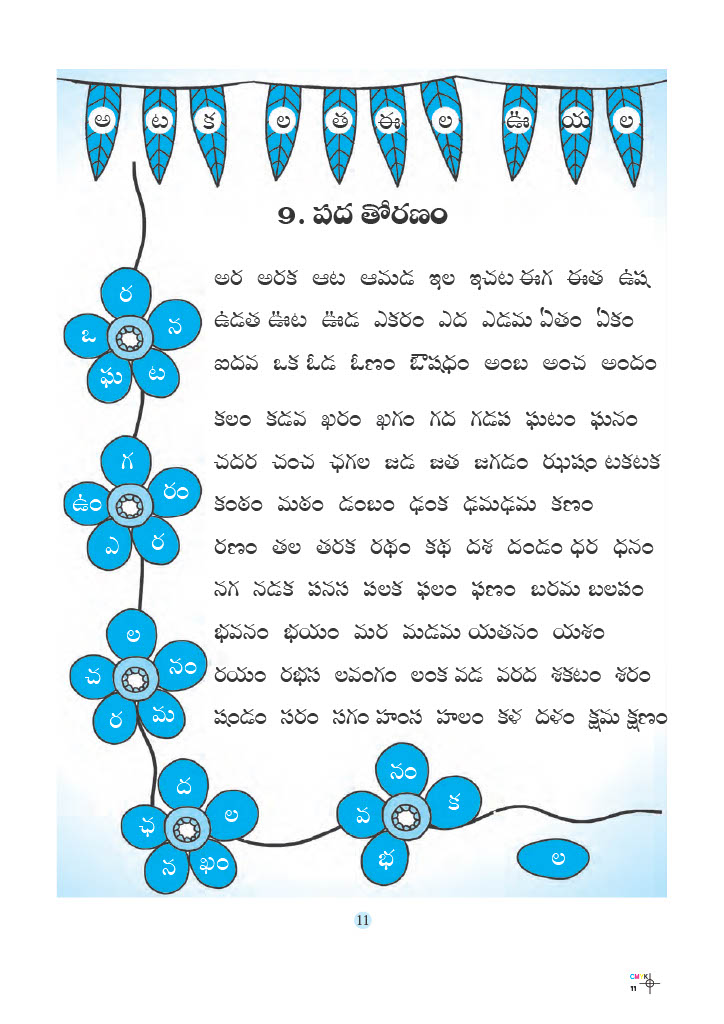 అ ట క ల త ఈ ల ఊ య ల
9. పద తోరణం
అర అరక ఆట ఆమడ ఇల ఇచట ఈగ ఈత ఉష
ఉడత ఊట ఊడ ఎకరం ఎద ఎడమ ఏతం ఏకం
ఐదవ ఒక ఓడ ఓణం ఔషధం అంబ అంచ అందం
కలం కడవ ఖరం ఖగం గద గడప ఘటం ఘనం
చదర చంచ ఛగల జడ జత జగడం ఝషం టకటక
కంఠం మఠం డంబం ఢంక ఢమఢమ కణం
రణం తల తరక రథం కథ దశ దండం ధర ధనం
నగ నడక పనస పలక ఫలం ఫణం బరమ బలపం
భవనం భయం మర మడమ యతనం యశం
రయం రభస లవంగం లంక వడ వరద శకటం శరం
షండం సరం సగం హంస హలం కళ దళం క్షమ క్షణం
ర
న
ట
ఘ
ఒ
గ
రం
ర
ఎ
ఉం
ల
నం
మ
ర
చ
ద
ల
ఖం
న
ఛ
నం
క
భ
వ
ల
11
CMYK
11